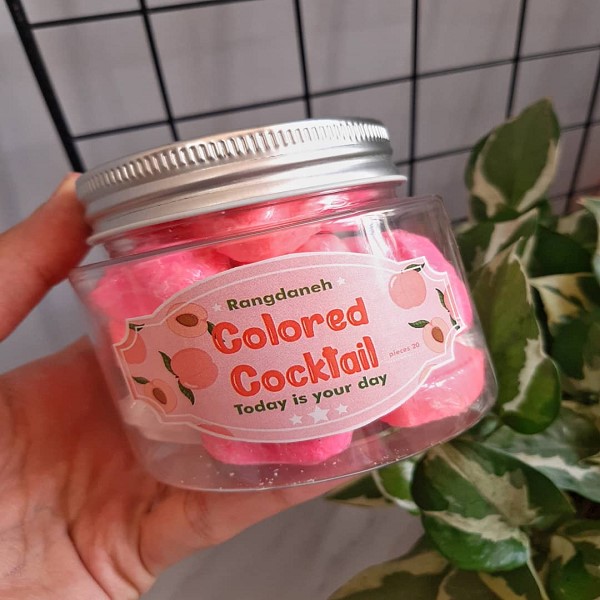 Rangdaneh
Colored
Cocktail
pieces 20
Today is your day